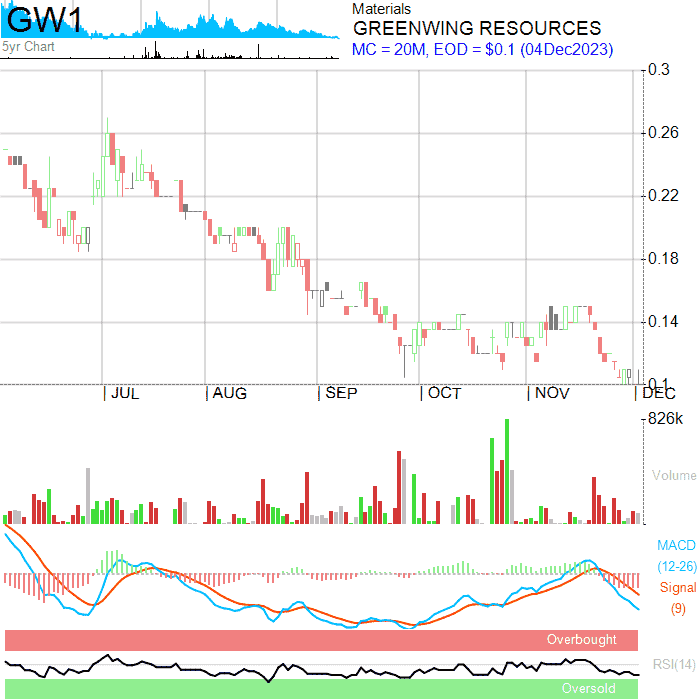 GW1
5yr Chart
Materials
GREENWING RESOURCES
MC = 20M, EOD = $0.1 (04Dec2023)
0.3
0.26
0.22
0.18
0.14
0.1
JUL AUG SEP OCT NOV DEC
826k
Volume
MACD
(12-26)
Signal
(9)
Overbought
RSI(14)
Oversold